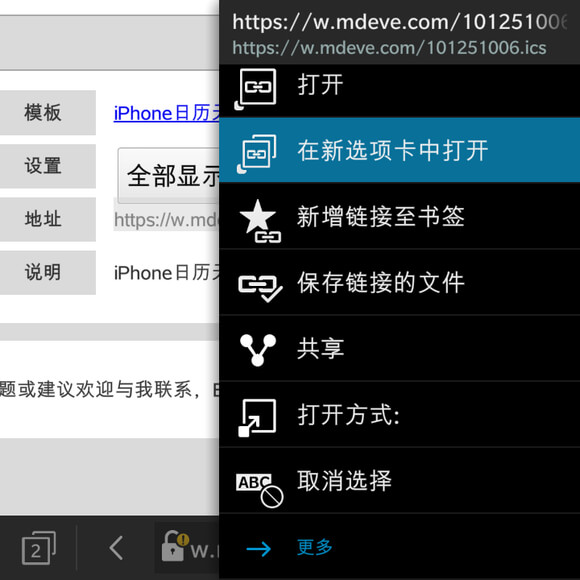 https://w.mdeve.com/101251006
https://w.mdeve.com/101251006.ics
打开
在新选项卡中打开
新增链接至书签
保存链接的文件
共享
打开方式:
ABC
取消选择
更多
模板
iPhone日历
设置
全部显示
地址
https://w.md
说明
iPhone日历
题或建议欢迎与我联系，
2
w.